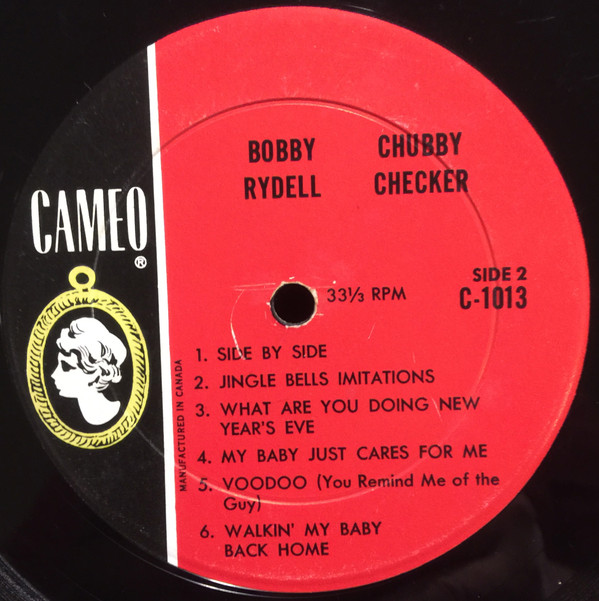 BOBBY RYDELL
CHUBBY CHECKER
CAMEO
®
SIDE 2
33⅓ RPM
C-1013
1. SIDE BY SIDE
2. JINGLE BELLS IMITATIONS
3. WHAT ARE YOU DOING NEW
YEAR'S EVE
4. MY BABY JUST CARES FOR ME
5. VOODOO (You Remind Me of the
Guy)
6. WALKIN' MY BABY
BACK HOME
MANUFACTURED IN CANADA